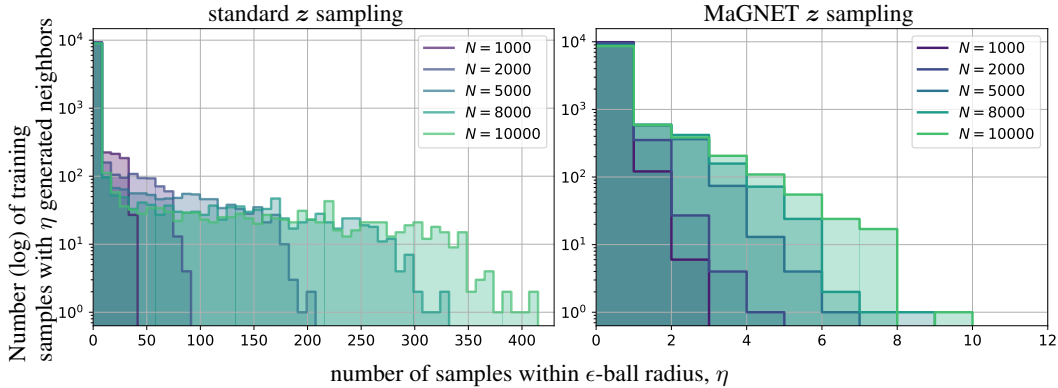 standard z sampling
MaGNET z sampling
Number (log) of training
samples with η generated neighbors
10⁴
10³
10²
10¹
10⁰
N = 1000
N = 2000
N = 5000
N = 8000
N = 10000
0 50 100 150 200 250 300 350 400
10⁴
10³
10²
10¹
10⁰
N = 1000
N = 2000
N = 5000
N = 8000
N = 10000
0 2 4 6 8 10 12
number of samples within ϵ-ball radius, η